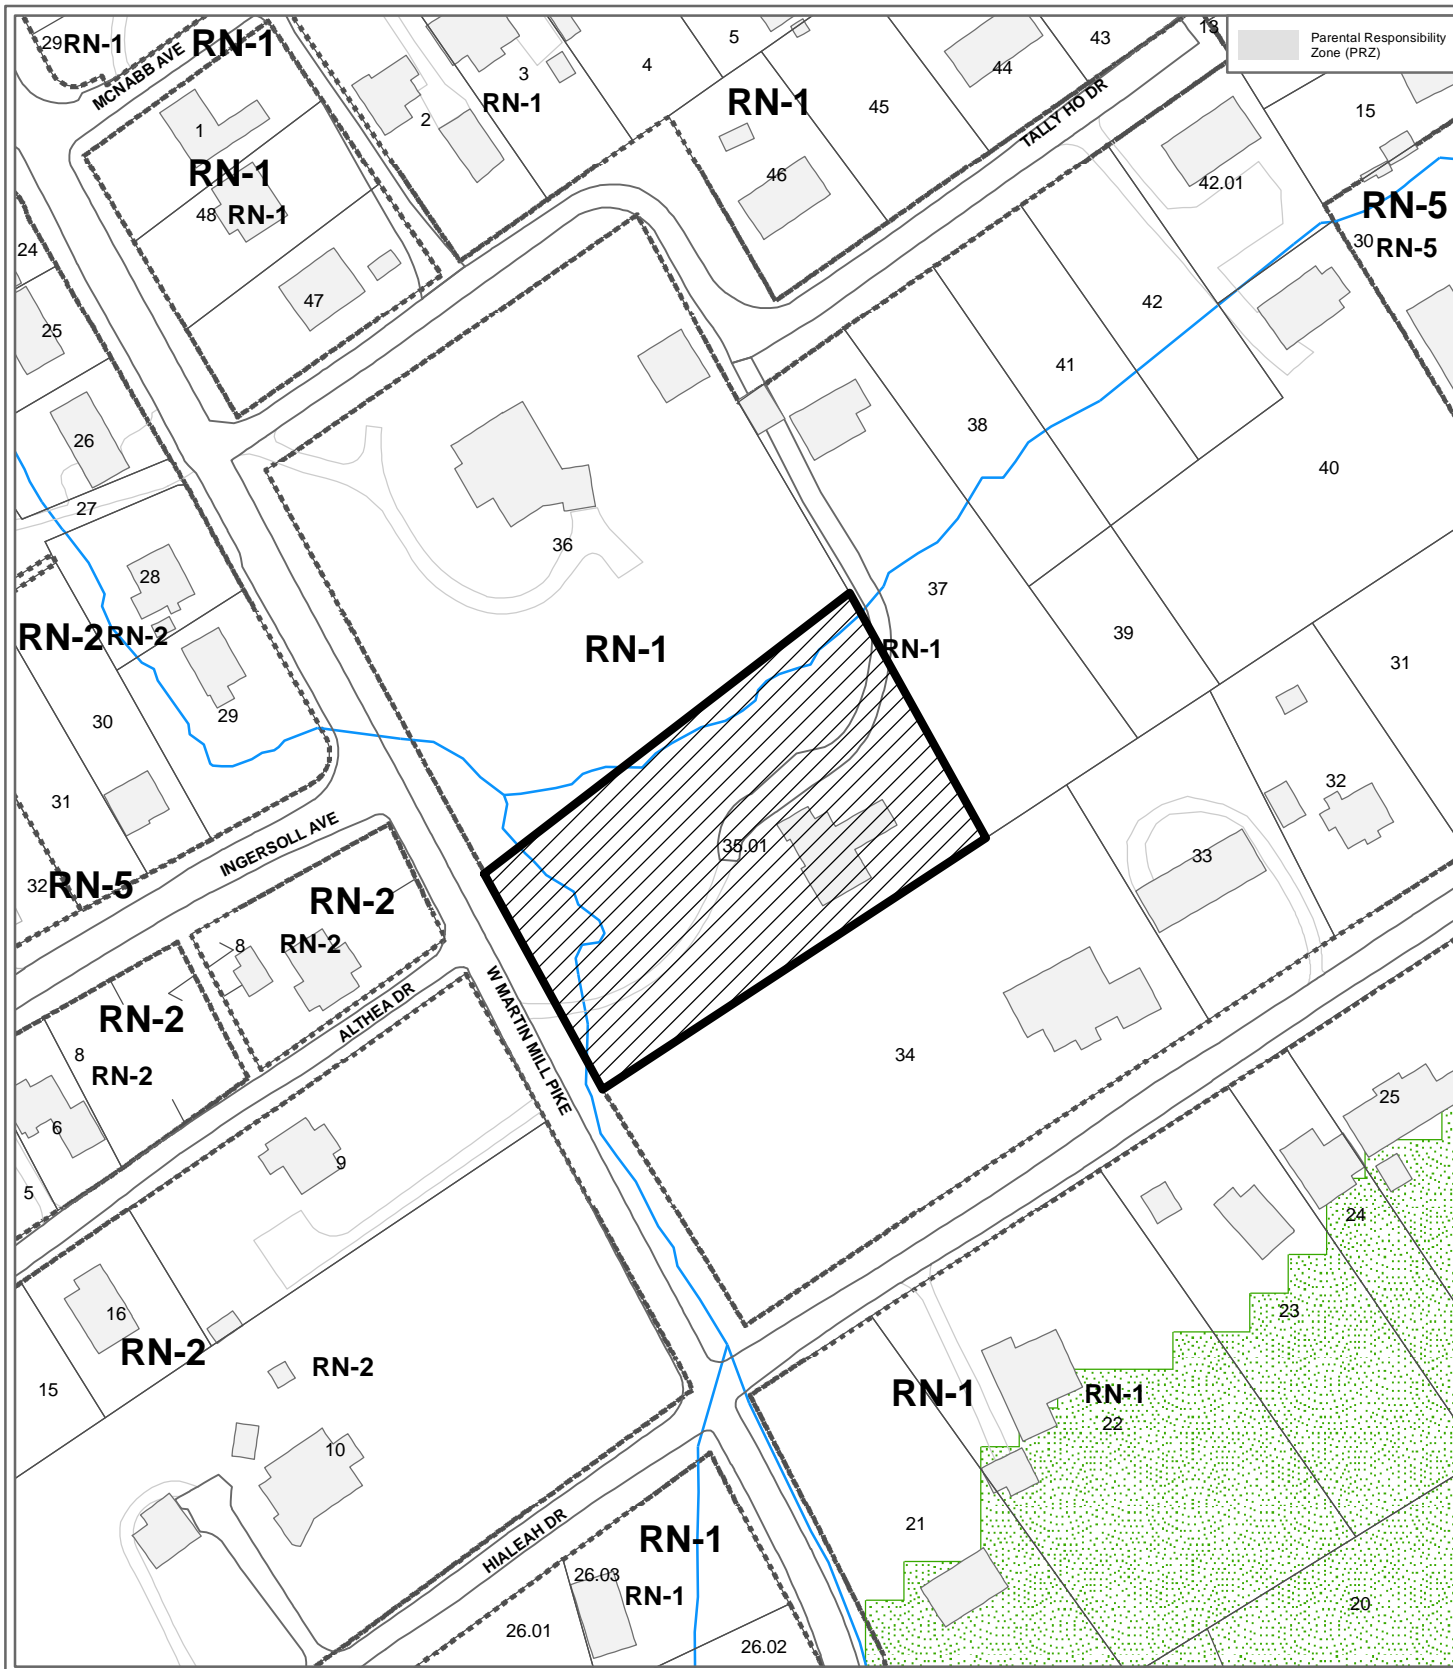 29
RN-1
RN-1
MCNABB AVE
5
43
13
Parental Responsibility
Zone (PRZ)
3
4
44
RN-1
RN-1
45
15
1
2
TALLY HO DR
RN-1
46
42.01
48
RN-1
RN-5
24
30
RN-5
47
42
25
41
38
26
40
27
36
28
37
RN-2
RN-2
RN-1
RN-1
39
31
30
29
31
32
INGERSOLL AVE
35.01
33
32
RN-5
RN-2
8
RN-2
W MARTIN MILL PIKE
ALTHEA DR
RN-2
8
RN-2
34
6
25
9
5
24
16
23
RN-2
RN-2
15
RN-1
RN-1
22
10
21
HIALEAH DR
RN-1
26.03
RN-1
20
26.01
26.02